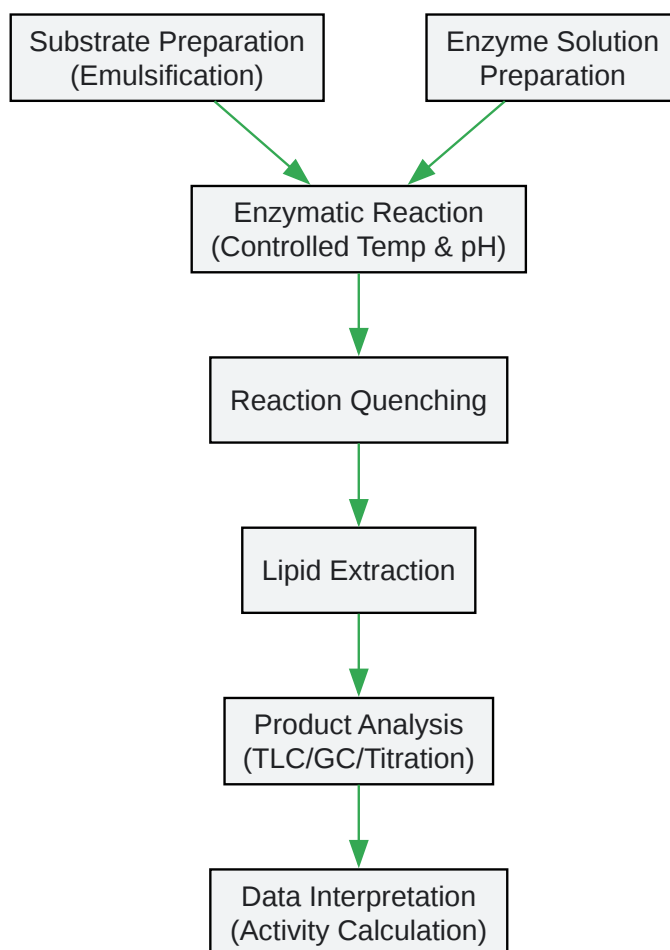 Substrate Preparation
(Emulsification)
Enzyme Solution
Preparation
Enzymatic Reaction
(Controlled Temp & pH)
Reaction Quenching
Lipid Extraction
Product Analysis
(TLC/GC/Titration)
Data Interpretation
(Activity Calculation)